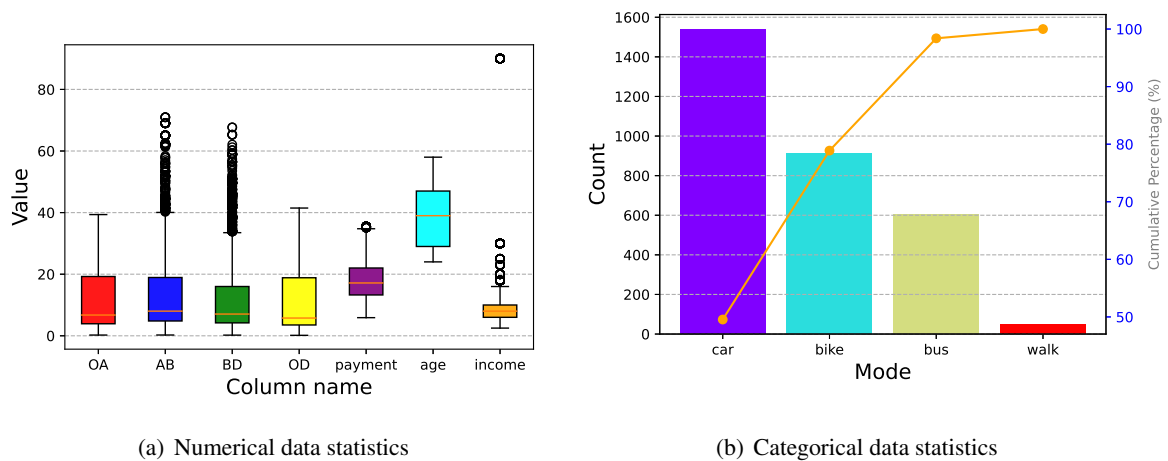 80
60
40
20
0
Value
OA AB BD OD payment age income
Column name
(a) Numerical data statistics
1600
1400
1200
1000
800
600
400
200
0
Count
100
90
80
70
60
50
Cumulative Percentage (%)
car bike bus walk
Mode
(b) Categorical data statistics